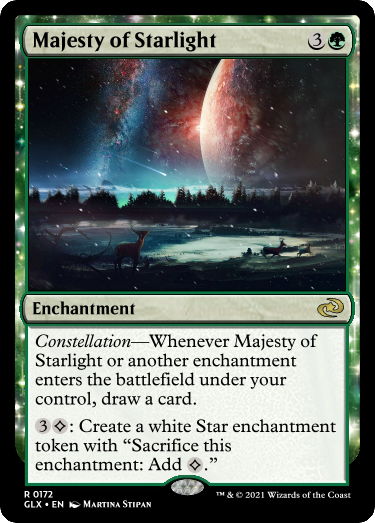 Majesty of Starlight 3
Enchantment
Constellation—Whenever Majesty of
Starlight or another enchantment
enters the battlefield under your
control, draw a card.
3: Create a white Star enchantment
token with “Sacrifice this
enchantment: Add .”
R 0172
GLX • EN Martina Stipan
™ & © 2021 Wizards of the Coast